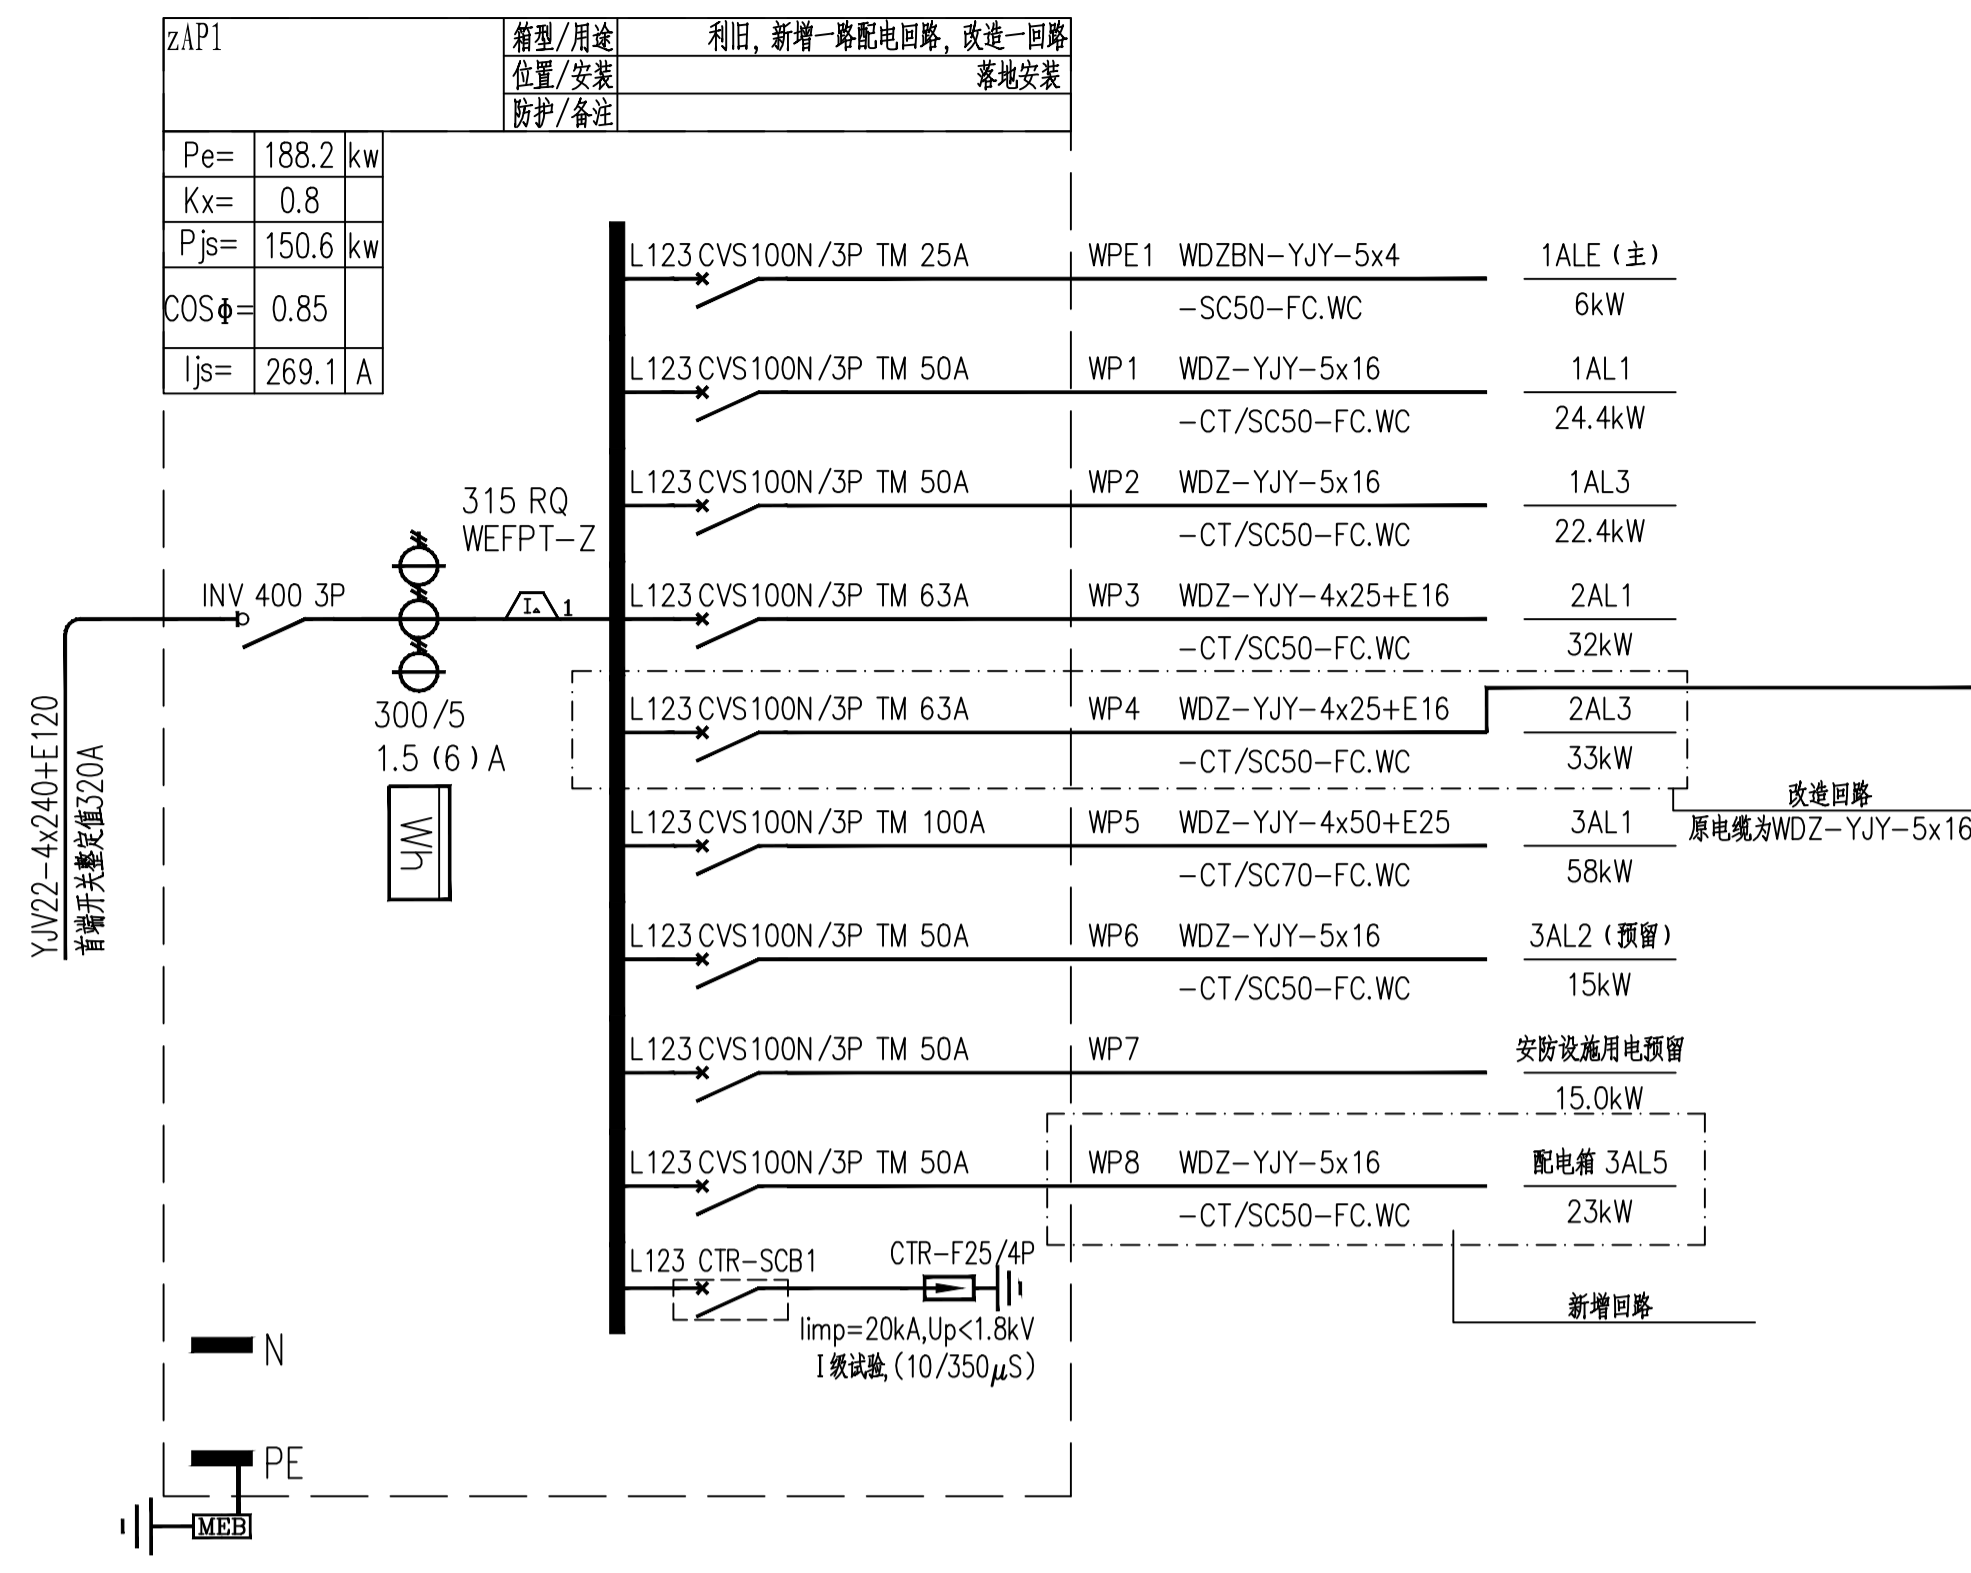 zAP1
箱型/用途 利旧, 新增一路配电回路, 改造一回路
位置/安装 落地安装
防护/备注
Pe= 188.2 kw
Kx= 0.8
Pjs= 150.6 kw
COSΦ= 0.85
Ijs= 269.1 A
YJV22-4x240+E120
首端开关整定值320A
INV 400 3P
315 RQ
WEFPT-Z
I 1
300/5
1.5(6)A
Wh
L123 CVS100N/3P TM 25A WPE1 WDZBN-YJY-5x4 1ALE(主)
-SC50-FC.WC 6kW
L123 CVS100N/3P TM 50A WP1 WDZ-YJY-5x16 1AL1
-CT/SC50-FC.WC 24.4kW
L123 CVS100N/3P TM 50A WP2 WDZ-YJY-5x16 1AL3
-CT/SC50-FC.WC 22.4kW
L123 CVS100N/3P TM 63A WP3 WDZ-YJY-4x25+E16 2AL1
-CT/SC50-FC.WC 32kW
L123 CVS100N/3P TM 63A WP4 WDZ-YJY-4x25+E16 2AL3
-CT/SC50-FC.WC 33kW
改造回路
原电缆为WDZ-YJY-5x16
L123 CVS100N/3P TM 100A WP5 WDZ-YJY-4x50+E25 3AL1
-CT/SC70-FC.WC 58kW
L123 CVS100N/3P TM 50A WP6 WDZ-YJY-5x16 3AL2(预留)
-CT/SC50-FC.WC 15kW
L123 CVS100N/3P TM 50A WP7 安防设施用电预留
15.0kW
L123 CVS100N/3P TM 50A WP8 WDZ-YJY-5x16 配电箱 3AL5
-CT/SC50-FC.WC 23kW
新增回路
L123 CTR-SCB1 CTR-F25/4P
Iimp=20kA,Up<1.8kV
I级试验,(10/350μS)
N
PE
MEB